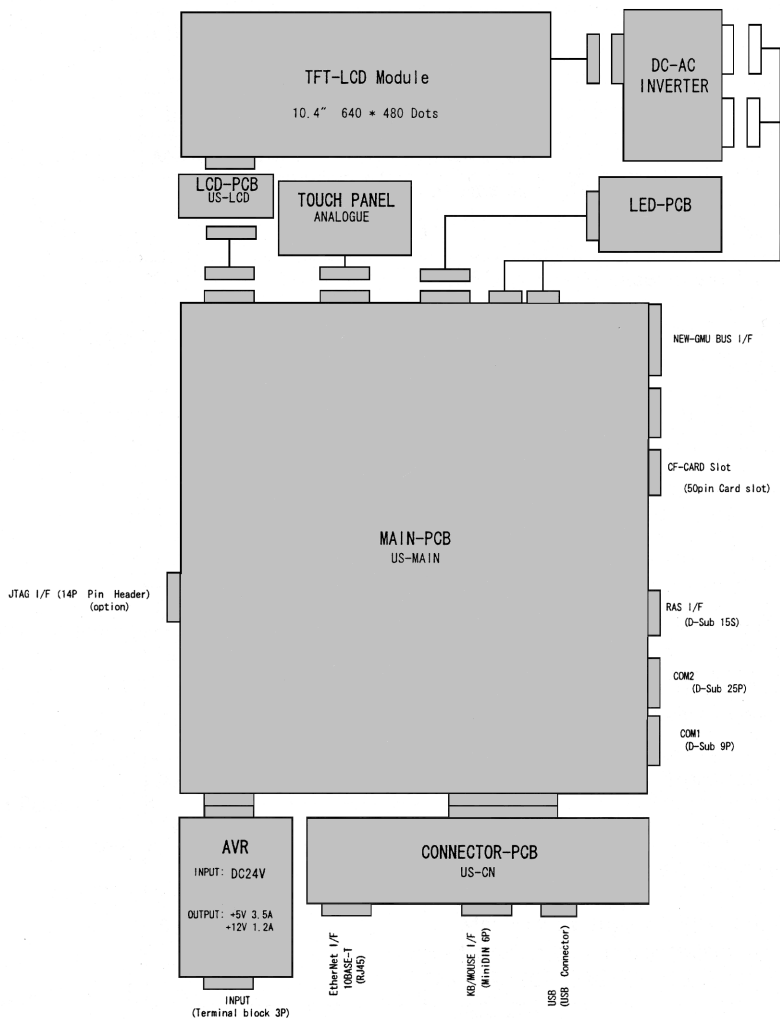 TFT-LCD Module
10.4" 640 * 480 Dots
DC-AC
INVERTER
LCD-PCB
US-LCD
TOUCH PANEL
ANALOGUE
LED-PCB
NEW-GMU BUS I/F
CF-CARD Slot
(50pin Card slot)
MAIN-PCB
US-MAIN
JTAG I/F (14P Pin Header)
(option)
RAS I/F
(D-Sub 15S)
COM2
(D-Sub 25P)
COM1
(D-Sub 9P)
AVR
INPUT: DC24V
OUTPUT: +5V 3.5A
+12V 1.2A
INPUT
(Terminal block 3P)
CONNECTOR-PCB
US-CN
EtherNet I/F
10BASE-T
(RJ45)
KB/MOUSE I/F
(MiniDIN 6P)
USB
(USB Connector)